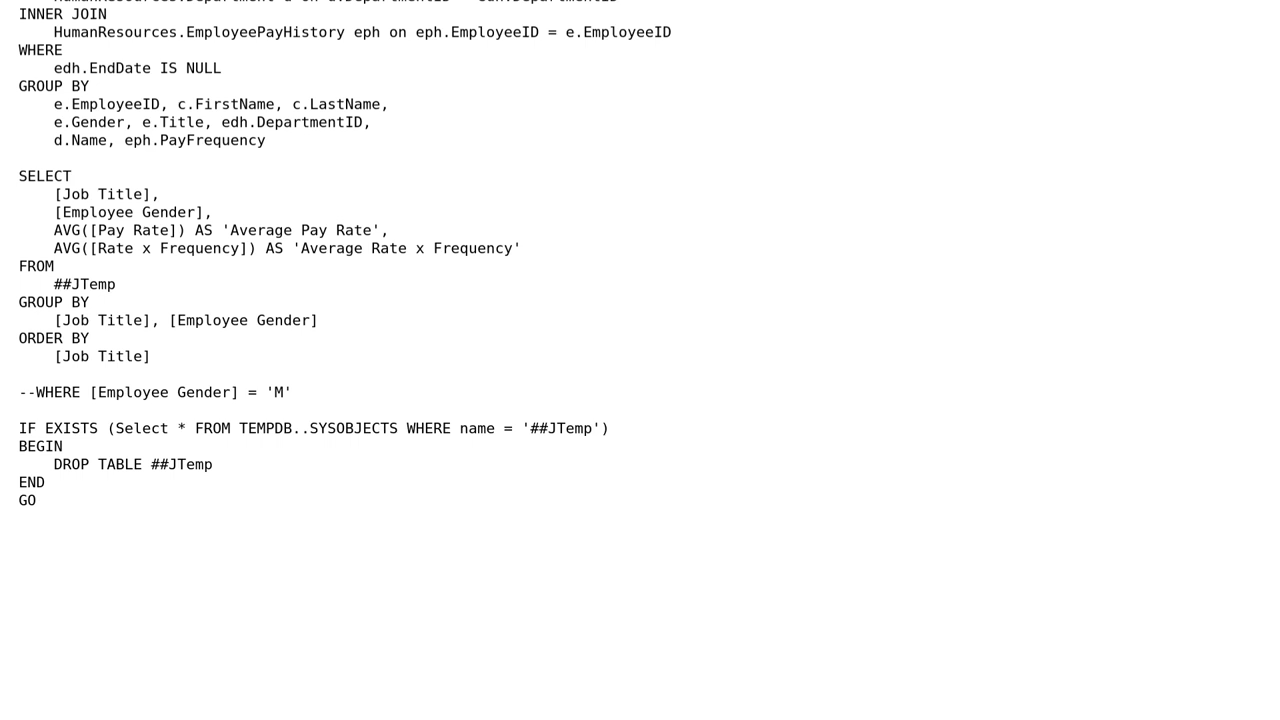 INNER JOIN
    HumanResources.EmployeePayHistory eph on eph.EmployeeID = e.EmployeeID
WHERE
    edh.EndDate IS NULL
GROUP BY
    e.EmployeeID, c.FirstName, c.LastName,
    e.Gender, e.Title, edh.DepartmentID,
    d.Name, eph.PayFrequency

SELECT
    [Job Title],
    [Employee Gender],
    AVG([Pay Rate]) AS 'Average Pay Rate',
    AVG([Rate x Frequency]) AS 'Average Rate x Frequency'
FROM
    ##JTemp
GROUP BY
    [Job Title], [Employee Gender]
ORDER BY
    [Job Title]

--WHERE [Employee Gender] = 'M'

IF EXISTS (Select * FROM TEMPDB..SYSOBJECTS WHERE name = '##JTemp')
BEGIN
    DROP TABLE ##JTemp
END
GO